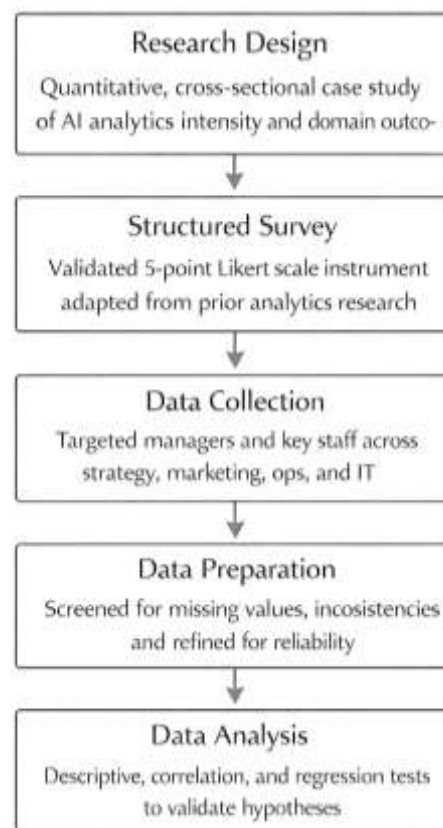 Research Design
Quantitative, cross-sectional case study
of AI analytics intensity and domain outco-
Structured Survey
Validated 5-point Likert scale instrument
adapted from prior analytics research
Data Collection
Targeted managers and key staff across
strategy, marketing, ops, and IT
Data Preparation
Screened for missing values, incosistencies
and refined for reliability
Data Analysis
Descriptive, correlation, and regression tests
to validate hypotheses